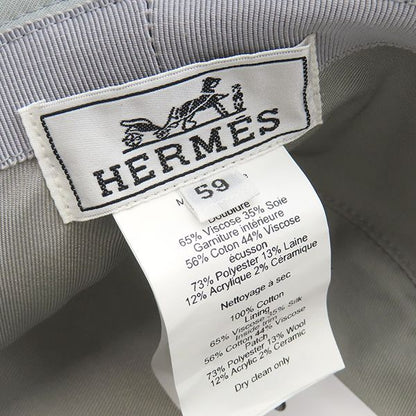 HERMÈS
59
Doublure
65% Viscose 35% Soie
Garniture intérieure
56% Coton 44% Viscose
écusson
73% Polyester 13% Laine
12% Acrylique 2% Céramique
Nettoyage à sec
100% Cotton
Lining
65% Viscose 35% Silk
Inside trim
56% Cotton 44% Viscose
Patch
73% Polyester 13% Wool
12% Acrylic 2% Ceramic
Dry clean only